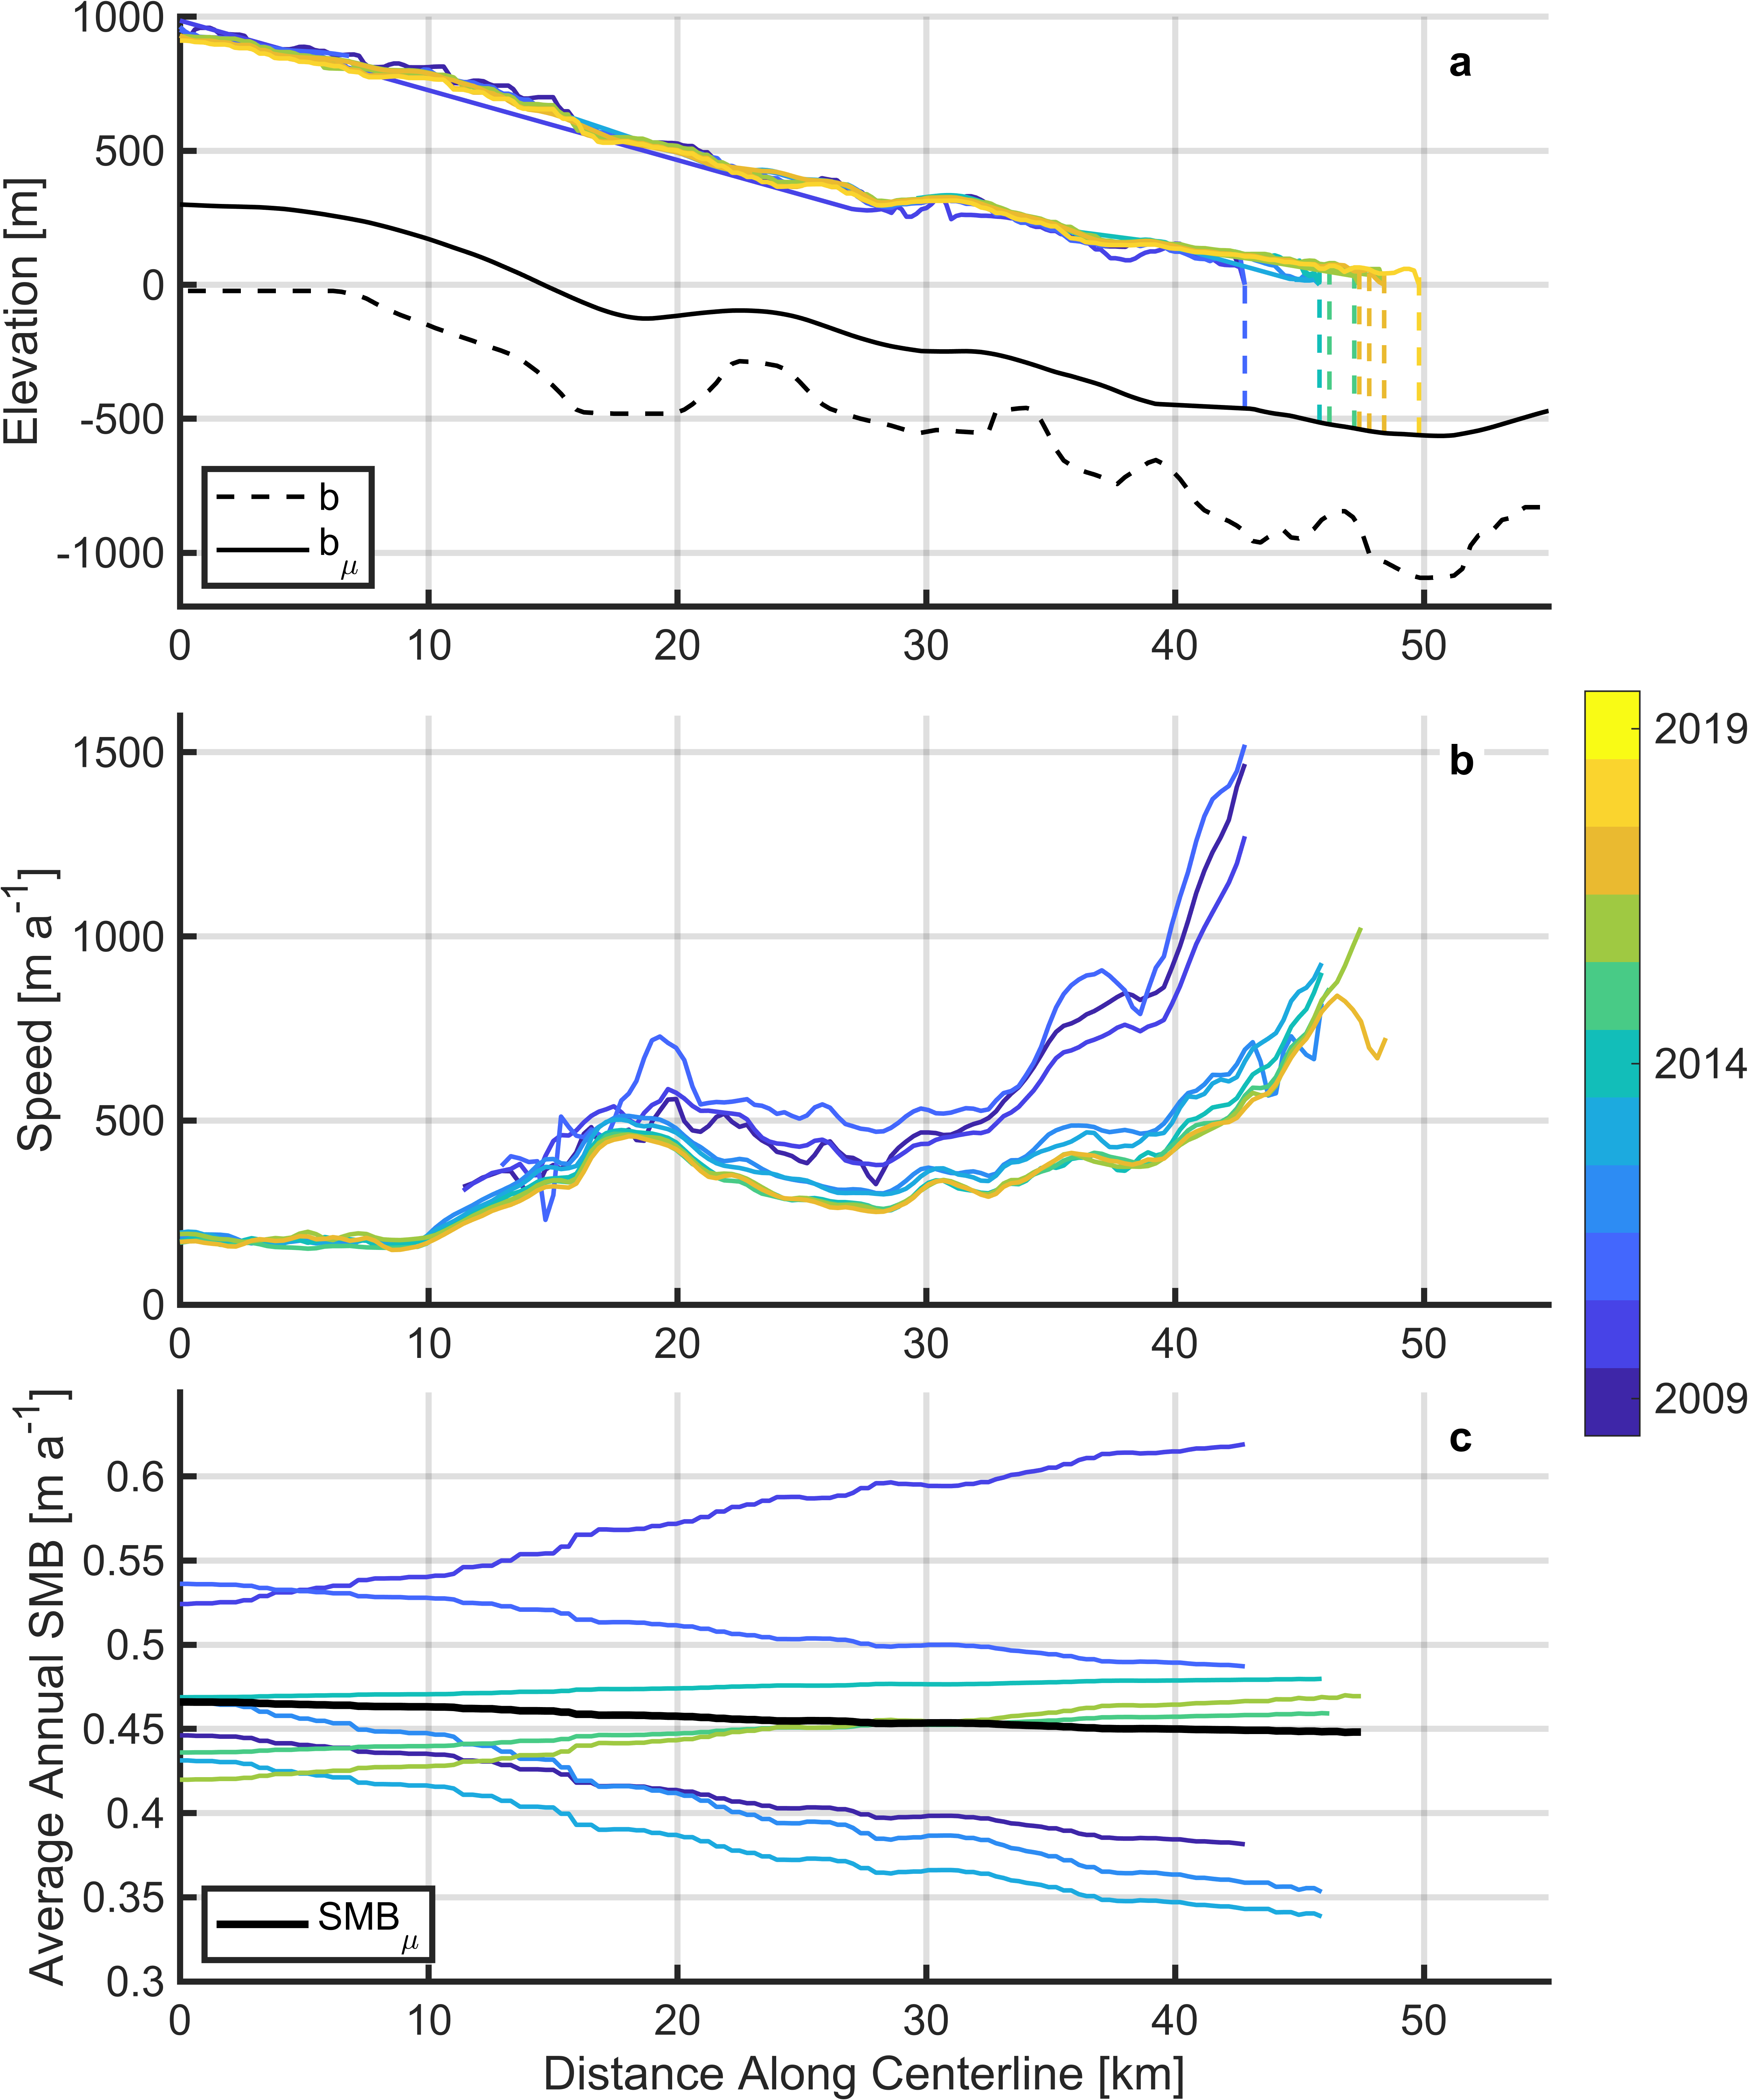 a
1000
500
0
-500
-1000
Elevation [m]
b
bμ
0 10 20 30 40 50
b
1500
1000
500
0
Speed [m a-1]
0 10 20 30 40 50
2019
2014
2009
c
0.6
0.55
0.5
0.45
0.4
0.35
0.3
Average Annual SMB [m a-1]
SMBμ
0 10 20 30 40 50
Distance Along Centerline [km]